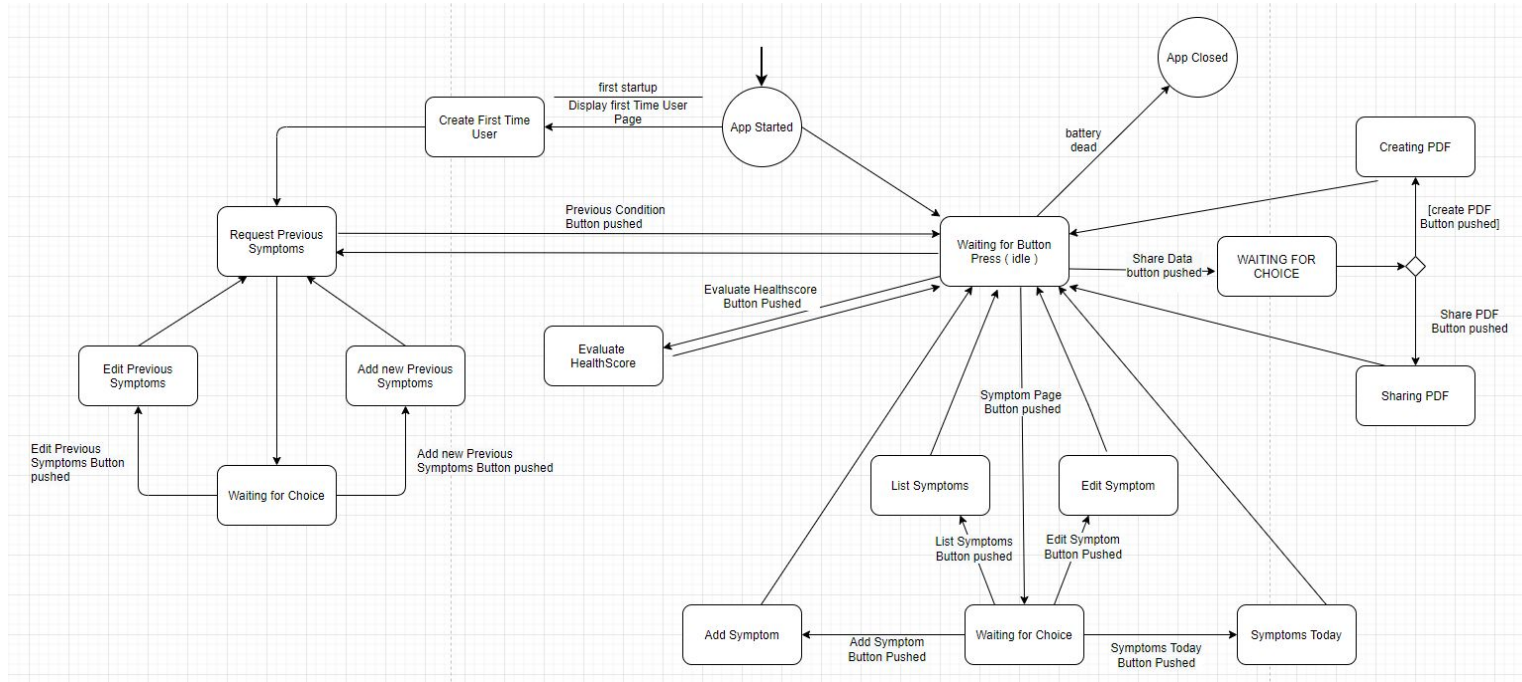 App Closed
first startup
Display first Time User
Page
Create First Time
User
App Started
battery
dead
Creating PDF
Previous Condition
Button pushed
[create PDF
Button pushed]
Request Previous
Symptoms
Waiting for Button
Press ( idle )
Share Data
button pushed
WAITING FOR
CHOICE
Evaluate Healthscore
Button Pushed
Share PDF
Button pushed
Evaluate
HealthScore
Edit Previous
Symptoms
Add new Previous
Symptoms
Sharing PDF
Symptom Page
Button pushed
Edit Previous
Symptoms Button
pushed
Add new Previous
Symptoms Button pushed
Waiting for Choice
List Symptoms
Edit Symptom
List Symptoms
Button pushed
Edit Symptom
Button Pushed
Add Symptom
Waiting for Choice
Symptoms Today
Add Symptom
Button Pushed
Symptoms Today
Button Pushed